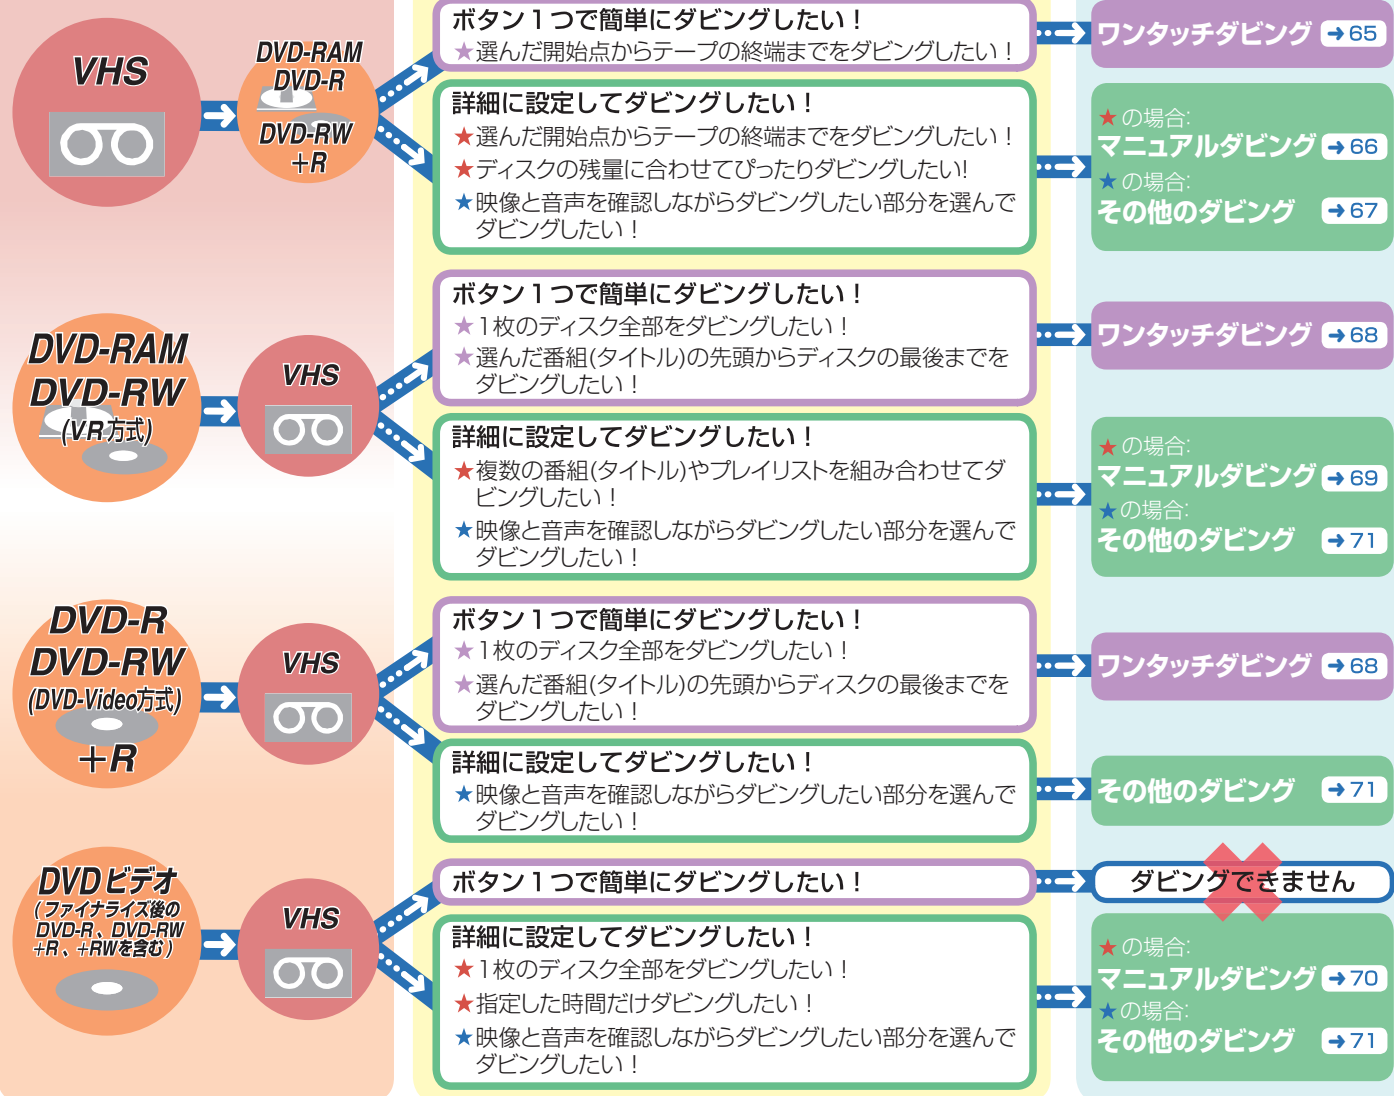 VHS
DVD-RAM
DVD-R
DVD-RW
+R
ボタン1つで簡単にダビングしたい！
★選んだ開始点からテープの終端までをダビングしたい！
ワンタッチダビング ➔65
詳細に設定してダビングしたい！
★選んだ開始点からテープの終端までをダビングしたい！
★ディスクの残量に合わせてぴったりダビングしたい!
★映像と音声を確認しながらダビングしたい部分を選んで
ダビングしたい！
★の場合:
マニュアルダビング ➔66
★の場合:
その他のダビング ➔67
DVD-RAM
DVD-RW
(VR方式)
VHS
ボタン1つで簡単にダビングしたい！
★1枚のディスク全部をダビングしたい！
★選んだ番組(タイトル)の先頭からディスクの最後までを
ダビングしたい！
ワンタッチダビング ➔68
詳細に設定してダビングしたい！
★複数の番組(タイトル)やプレイリストを組み合わせてダ
ビングしたい！
★映像と音声を確認しながらダビングしたい部分を選んで
ダビングしたい！
★の場合:
マニュアルダビング ➔69
★の場合:
その他のダビング ➔71
DVD-R
DVD-RW
(DVD-Video方式)
+R
VHS
ボタン1つで簡単にダビングしたい！
★1枚のディスク全部をダビングしたい！
★選んだ番組(タイトル)の先頭からディスクの最後までを
ダビングしたい！
ワンタッチダビング ➔68
詳細に設定してダビングしたい！
★映像と音声を確認しながらダビングしたい部分を選んで
ダビングしたい！
その他のダビング ➔71
DVDビデオ
(ファイナライズ後の
DVD-R、DVD-RW
+R、+RWを含む)
VHS
ボタン1つで簡単にダビングしたい！
ダビングできません
詳細に設定してダビングしたい！
★1枚のディスク全部をダビングしたい！
★指定した時間だけダビングしたい！
★映像と音声を確認しながらダビングしたい部分を選んで
ダビングしたい！
★の場合:
マニュアルダビング ➔70
★の場合:
その他のダビング ➔71